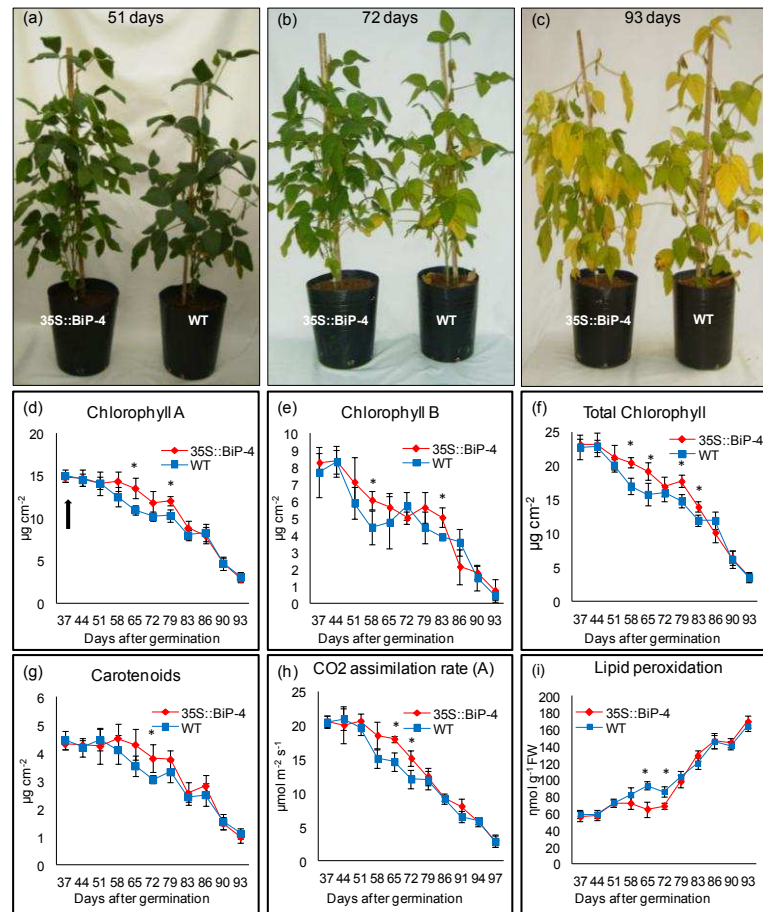 (a) 51 days
35S::BiP-4 WT
(b) 72 days
35S::BiP-4 WT
(c) 93 days
35S::BiP-4 WT
(d) Chlorophyll A
35S::BiP-4
WT
µg cm⁻²
20
15
10
5
0
37 44 51 58 65 72 79 83 86 90 93
Days after germination
*
*
(e) Chlorophyll B
35S::BiP-4
WT
µg cm⁻²
10
9
8
7
6
5
4
3
2
1
0
37 44 51 58 65 72 79 83 86 90 93
Days after germination
*
*
(f) Total Chlorophyll
35S::BiP-4
WT
µg cm⁻²
25
20
15
10
5
0
37 44 51 58 65 72 79 83 86 90 93
Days after germination
* * * *
(g) Carotenoids
35S::BiP-4
WT
µg cm⁻²
6
5
4
3
2
1
0
37 44 51 58 65 72 79 83 86 90 93
Days after germination
*
(h) CO2 assimilation rate (A)
35S::BiP-4
WT
µmol m⁻² s⁻¹
25
20
15
10
5
0
37 44 51 58 65 72 79 86 91 94 97
Days after germination
*
*
(i) Lipid peroxidation
35S::BiP-4
WT
ηmol g⁻¹ FW
200
180
160
140
120
100
80
60
40
20
0
37 44 51 58 65 72 79 83 86 90 93
Days after germination
* *